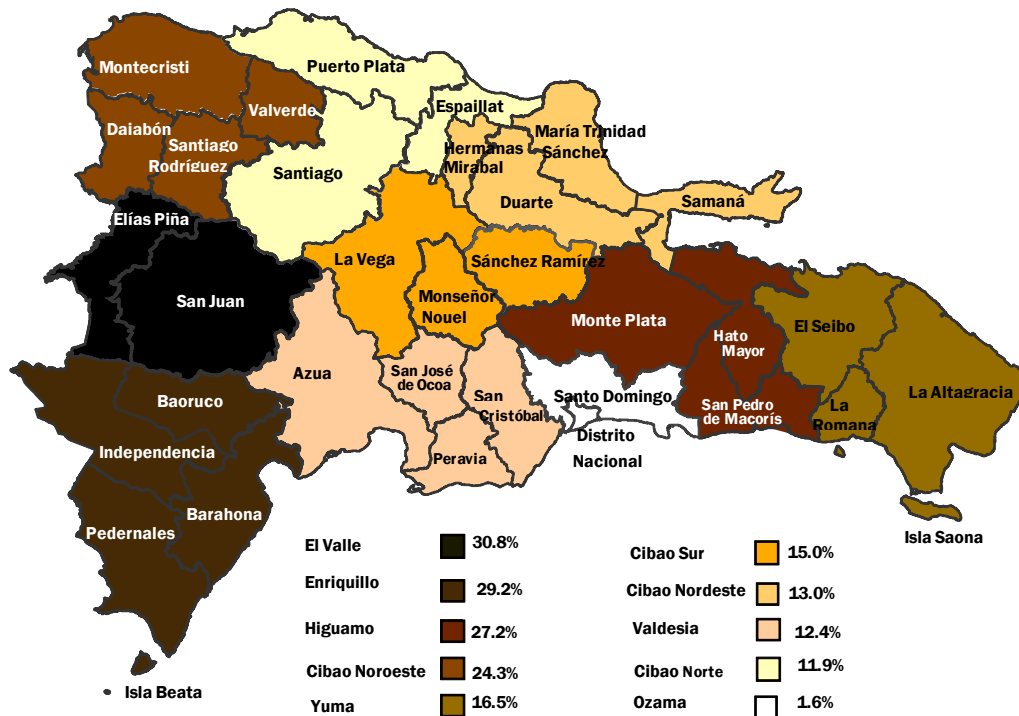 Montecristi
Puerto Plata
Valverde
Espaillat
Daiabón
Santiago
Rodríguez
María Trinidad
Sánchez
Hermanas
Mirabal
Santiago
Duarte
Samaná
Elías Piña
La Vega
Sánchez Ramírez
San Juan
Monseñor
Nouel
Monte Plata
El Seibo
Hato
Mayor
Azua
San José
de Ocoa
La Altagracia
Baoruco
San
Cristóbal
Santo Domingo
San Pedro
de Macorís
La
Romana
Distrito
Nacional
Independencia
Peravia
Barahona
Pedernales
Isla Saona
Isla Beata
El Valle 30.8%
Enriquillo 29.2%
Higuamo 27.2%
Cibao Noroeste 24.3%
Yuma 16.5%
Cibao Sur 15.0%
Cibao Nordeste 13.0%
Valdesia 12.4%
Cibao Norte 11.9%
Ozama 1.6%